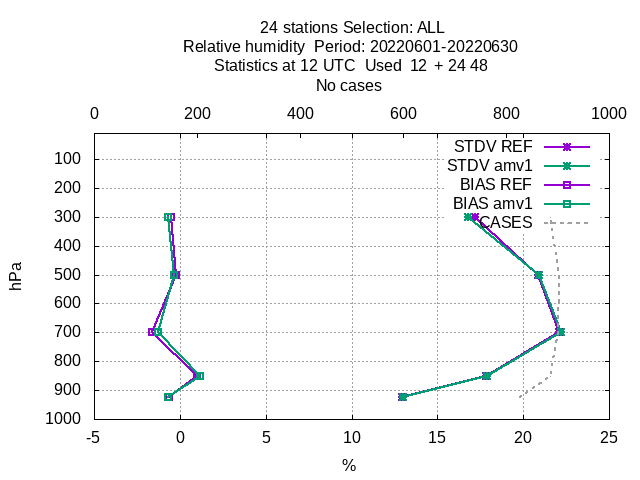 24 stations Selection: ALL
Relative humidity  Period: 20220601-20220630
Statistics at 12 UTC  Used  12  + 24 48
No cases
0 200 400 600 800 1000
STDV REF
STDV amv1
BIAS REF
BIAS amv1
CASES
100
200
300
400
500
600
700
800
900
1000
hPa
-5 0 5 10 15 20 25
%